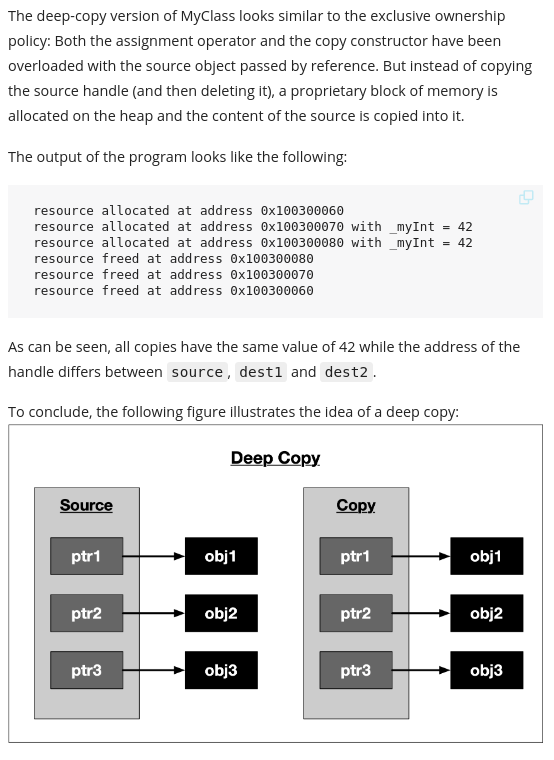 The deep-copy version of MyClass looks similar to the exclusive ownership
policy: Both the assignment operator and the copy constructor have been
overloaded with the source object passed by reference. But instead of copying
the source handle (and then deleting it), a proprietary block of memory is
allocated on the heap and the content of the source is copied into it.
The output of the program looks like the following:
resource allocated at address 0x100300060
resource allocated at address 0x100300070 with _myInt = 42
resource allocated at address 0x100300080 with _myInt = 42
resource freed at address 0x100300080
resource freed at address 0x100300070
resource freed at address 0x100300060
As can be seen, all copies have the same value of 42 while the address of the
handle differs between source, dest1 and dest2.
To conclude, the following figure illustrates the idea of a deep copy:
Deep Copy
Source
ptr1 obj1
ptr2 obj2
ptr3 obj3
Copy
ptr1 obj1
ptr2 obj2
ptr3 obj3